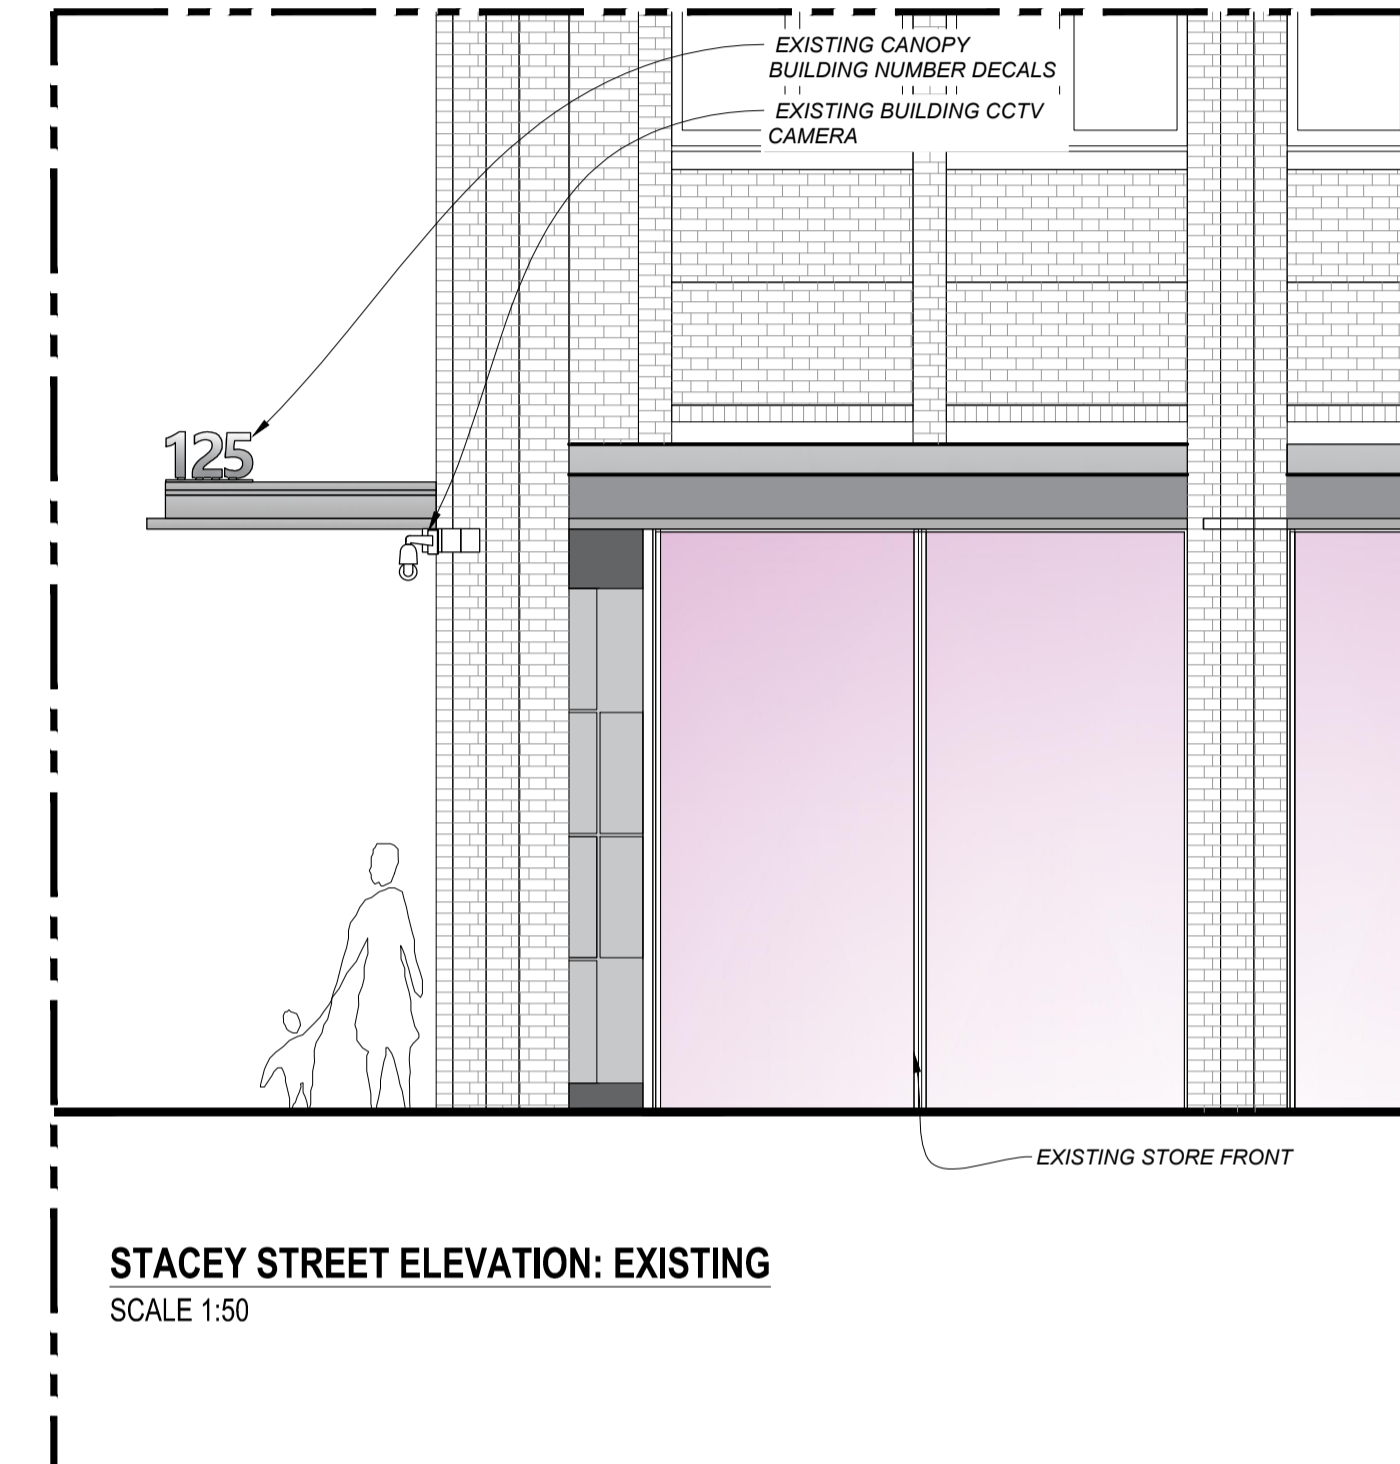 EXISTING CANOPY
BUILDING NUMBER DECALS
EXISTING BUILDING CCTV
CAMERA
125
EXISTING STORE FRONT
STACEY STREET ELEVATION: EXISTING
SCALE 1:50